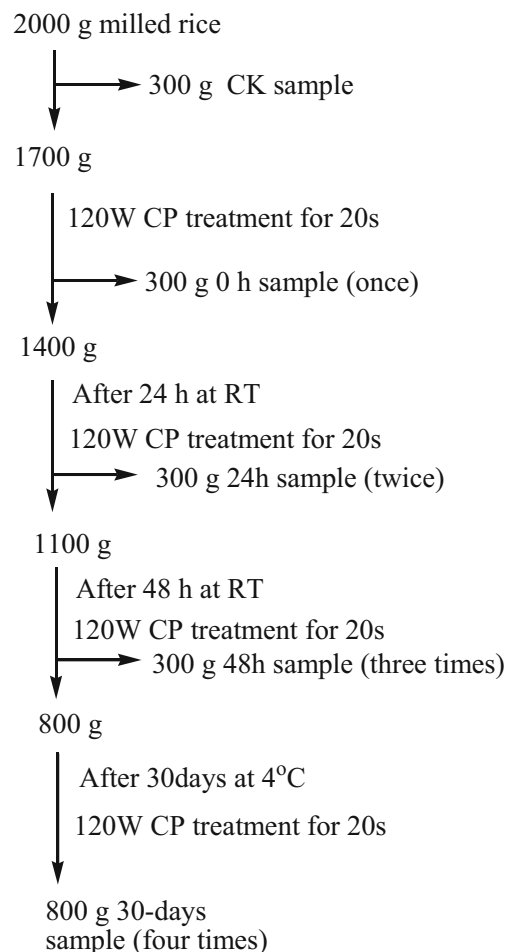 2000 g milled rice
300 g CK sample
1700 g
120W CP treatment for 20s
300 g 0 h sample (once)
1400 g
After 24 h at RT
120W CP treatment for 20s
300 g 24h sample (twice)
1100 g
After 48 h at RT
120W CP treatment for 20s
300 g 48h sample (three times)
800 g
After 30days at 4°C
120W CP treatment for 20s
800 g 30-days
sample (four times)